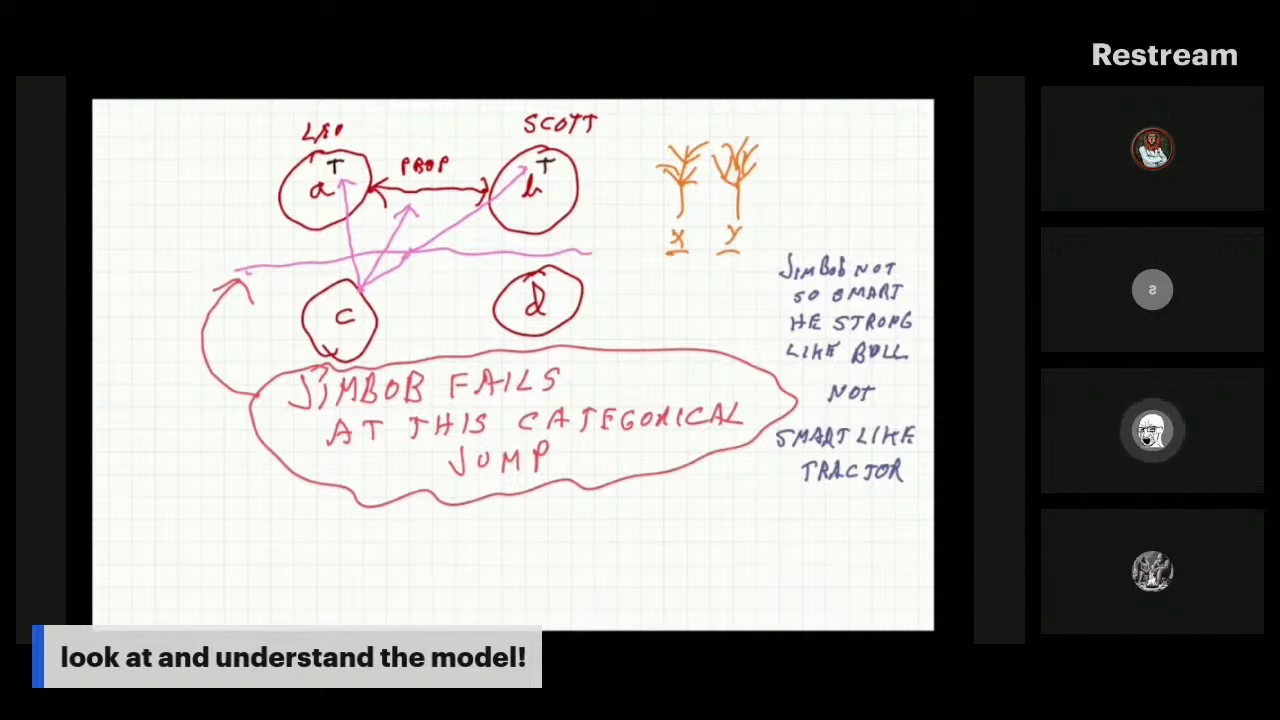 Restream
SCOTT
T
a
PROP
T
b
X Y
c
d
JIMBOB NOT
SO SMART
HE STRONG
LIKE BULL
NOT
SMART LIKE
TRACTOR
JIMBOB FAILS
AT THIS CATEGORICAL
JUMP
look at and understand the model!
s